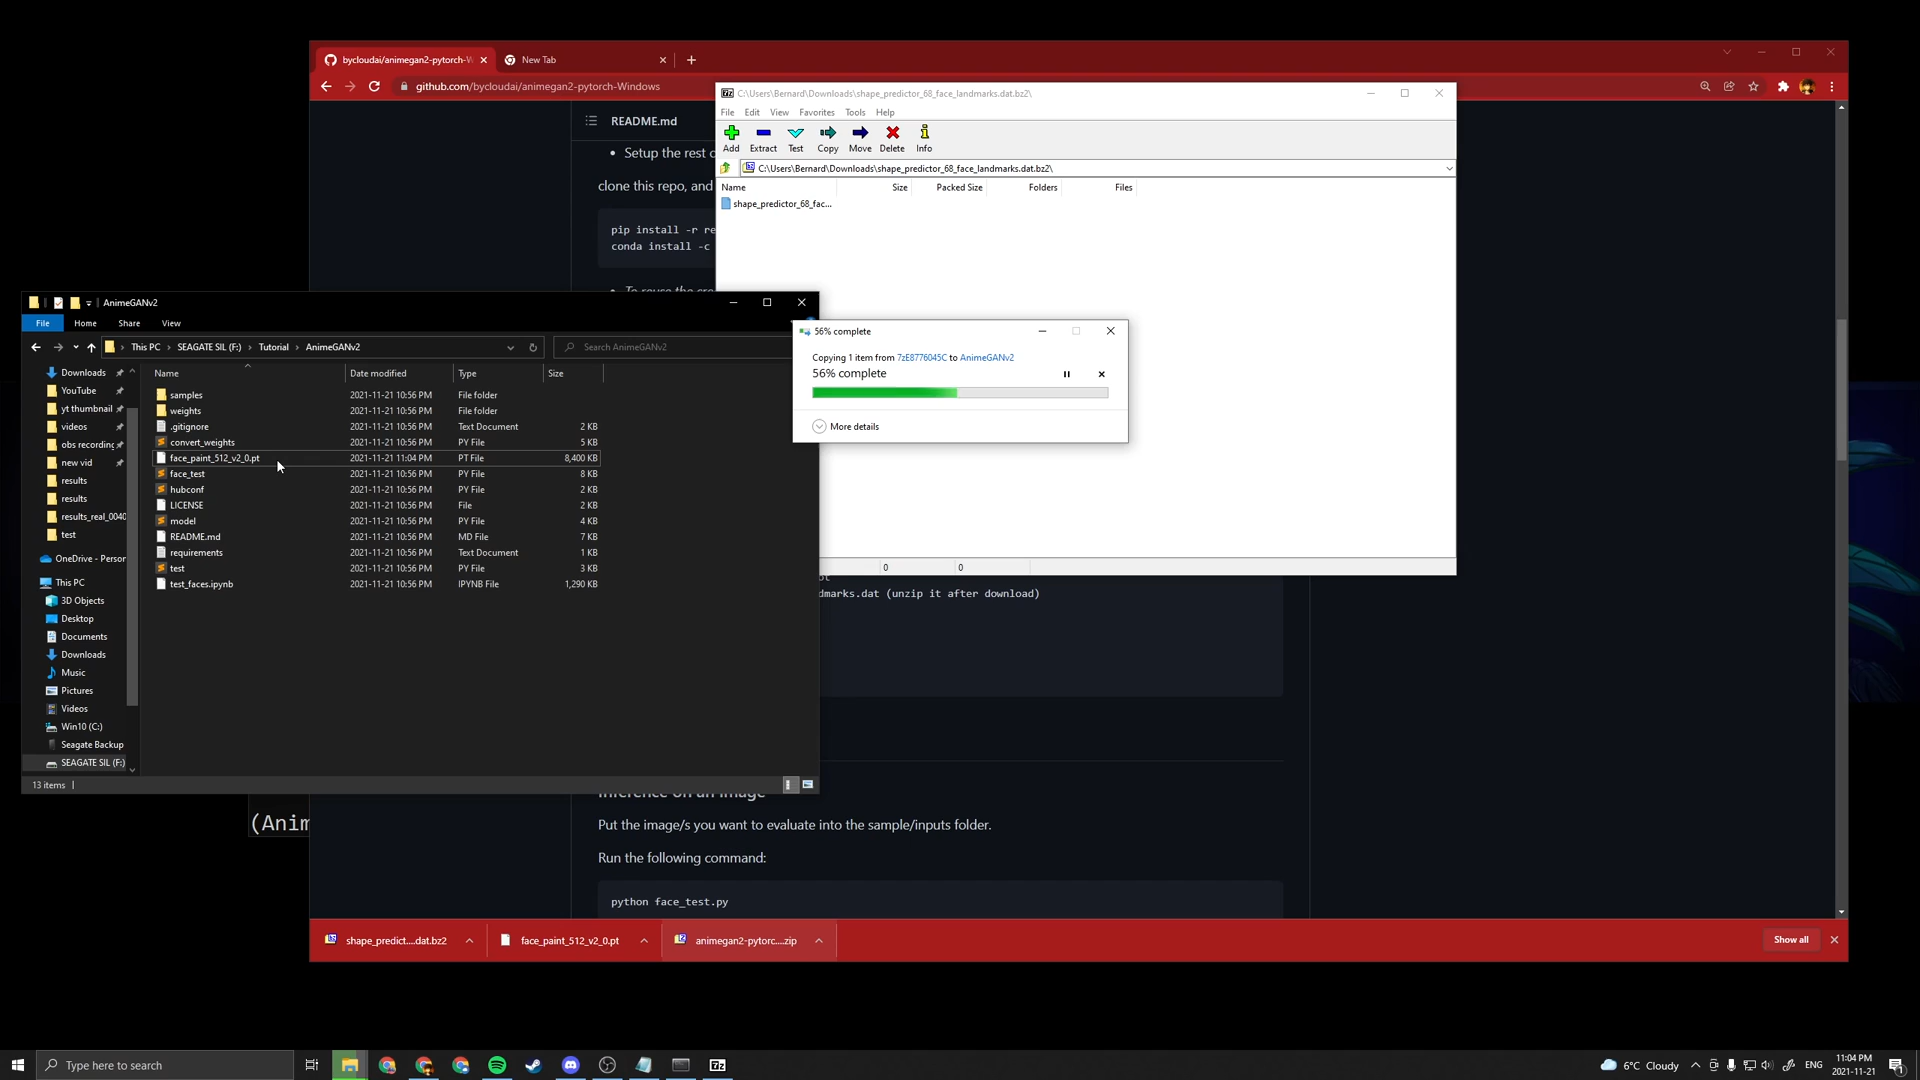 bycloudai/animegan2-pytorch-W
New Tab
github.com/bycloudai/animegan2-pytorch-Windows
README.md
Setup the rest o
clone this repo, and
pip install -r re
conda install -c
C:\Users\Bernard\Downloads\shape_predictor_68_face_landmarks.dat.bz2\
File Edit View Favorites Tools Help
Add Extract Test Copy Move Delete Info
C:\Users\Bernard\Downloads\shape_predictor_68_face_landmarks.dat.bz2\
Name Size Packed Size Folders Files
shape_predictor_68_fac...
0 0
AnimeGANv2
File Home Share View
This PC SEAGATE SIL (F:) Tutorial AnimeGANv2
Search AnimeGANv2
Name Date modified Type Size
samples 2021-11-21 10:56 PM File folder
weights 2021-11-21 10:56 PM File folder
.gitignore 2021-11-21 10:56 PM Text Document 2 KB
convert_weights 2021-11-21 10:56 PM PY File 5 KB
face_paint_512_v2_0.pt 2021-11-21 11:04 PM PT File 8,400 KB
face_test 2021-11-21 10:56 PM PY File 8 KB
hubconf 2021-11-21 10:56 PM PY File 2 KB
LICENSE 2021-11-21 10:56 PM File 2 KB
model 2021-11-21 10:56 PM PY File 4 KB
README.md 2021-11-21 10:56 PM MD File 7 KB
requirements 2021-11-21 10:56 PM Text Document 1 KB
test 2021-11-21 10:56 PM PY File 3 KB
test_faces.ipynb 2021-11-21 10:56 PM IPYNB File 1,290 KB
Downloads
YouTube
yt thumbnail
videos
obs recording
new vid
results
results
results_real_0040
test
OneDrive - Person
This PC
3D Objects
Desktop
Documents
Downloads
Music
Pictures
Videos
Win10 (C:)
Seagate Backup
SEAGATE SIL (F:)
13 items
56% complete
Copying 1 item from 7zE8776045C to AnimeGANv2
56% complete
More details
dmarks.dat (unzip it after download)
Inference on an image
Put the image/s you want to evaluate into the sample/inputs folder.
Run the following command:
python face_test.py
(Anim
shape_predict....dat.bz2
face_paint_512_v2_0.pt
animegan2-pytorc....zip
Show all
Type here to search
6°C Cloudy
ENG
11:04 PM
2021-11-21